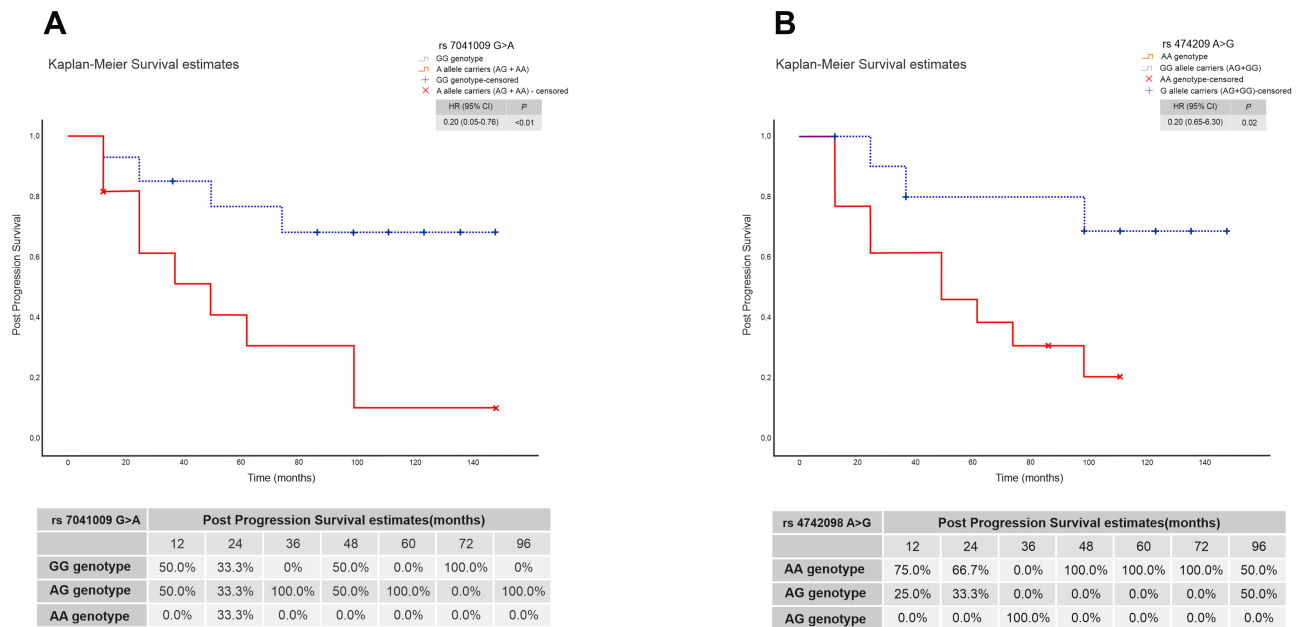 A
rs 7041009 G>A
GG genotype
A allele carriers (AG + AA)
GG genotype-censored
A allele carriers (AG + AA) - censored
Kaplan-Meier Survival estimates
HR (95% CI) P
0.20 (0.05-0.76) <0.01
Post Progression Survival
1,0
0,8
0,6
0,4
0,2
0,0
0 20 40 60 80 100 120 140
Time (months)
rs 7041009 G>A Post Progression Survival estimates(months)
12 24 36 48 60 72 96
GG genotype 50.0% 33.3% 0% 50.0% 0.0% 100.0% 0%
AG genotype 50.0% 33.3% 100.0% 50.0% 100.0% 0.0% 100.0%
AA genotype 0.0% 33.3% 0.0% 0.0% 0.0% 0.0% 0.0%
B
rs 474209 A>G
AA genotype
GG allele carriers (AG+GG)
AA genotype-censored
G allele carriers (AG+GG)-censored
Kaplan-Meier Survival estimates
HR (95% CI) P
0.20 (0.65-6.30) 0.02
Post Progression Survival
1,0
0,8
0,6
0,4
0,2
0,0
0 20 40 60 80 100 120 140
Time (months)
rs 4742098 A>G Post Progression Survival estimates(months)
12 24 36 48 60 72 96
AA genotype 75.0% 66.7% 0.0% 100.0% 100.0% 100.0% 50.0%
AG genotype 25.0% 33.3% 0.0% 0.0% 0.0% 0.0% 50.0%
AG genotype 0.0% 0.0% 100.0% 0.0% 0.0% 0.0% 0.0%